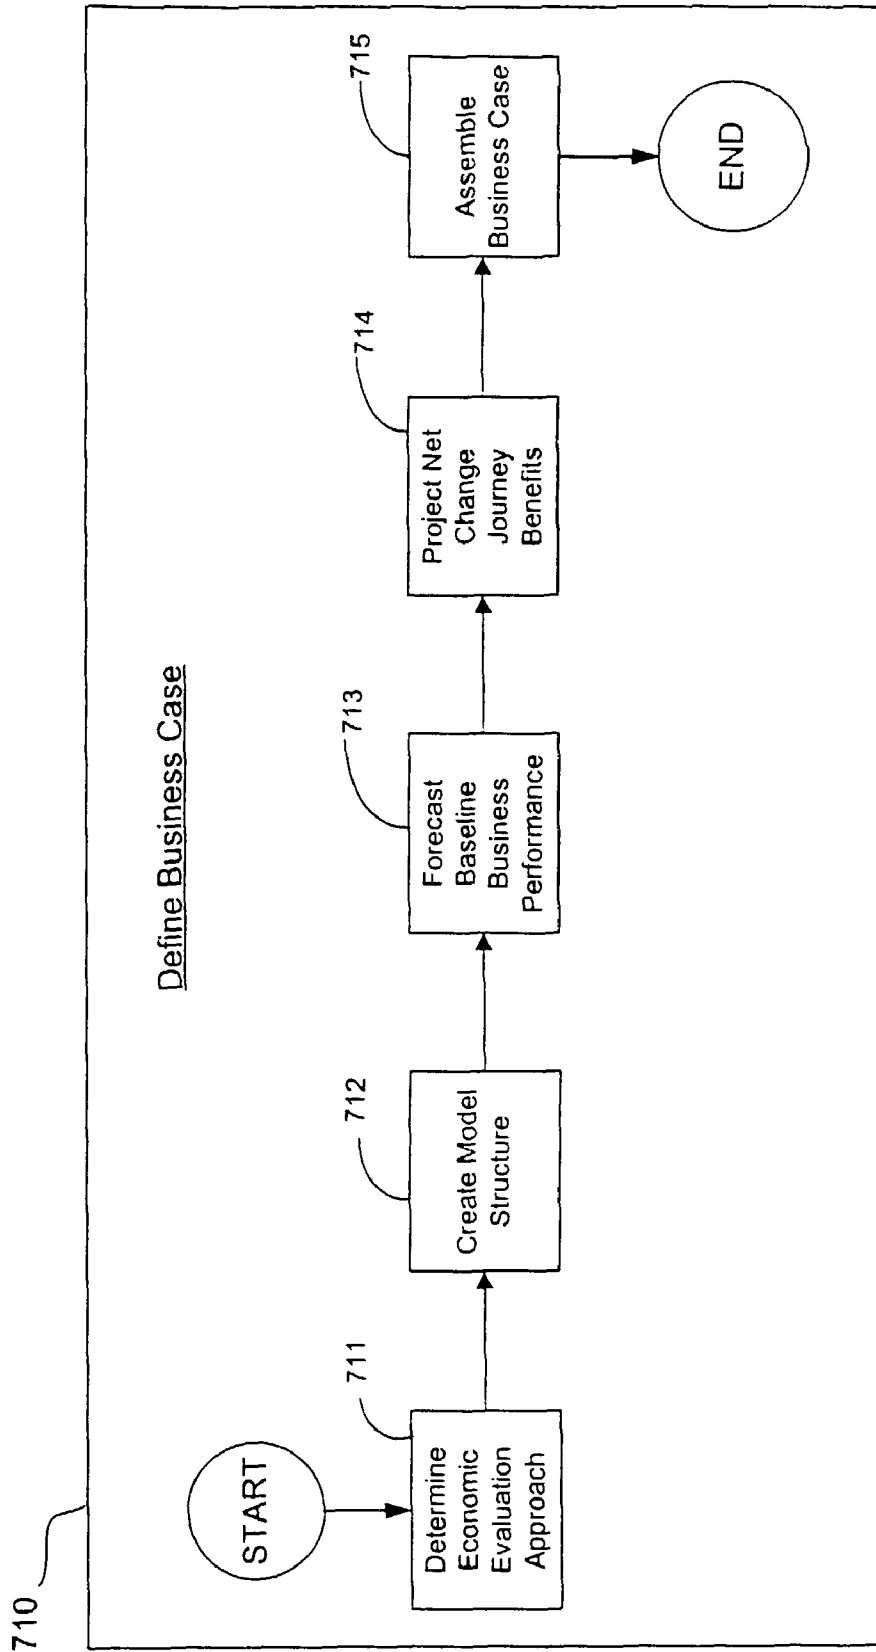 710
Define Business Case
START
711
Determine
Economic
Evaluation
Approach
712
Create Model
Structure
713
Forecast
Baseline
Business
Performance
714
Project Net
Change
Journey
Benefits
715
Assemble
Business Case
END